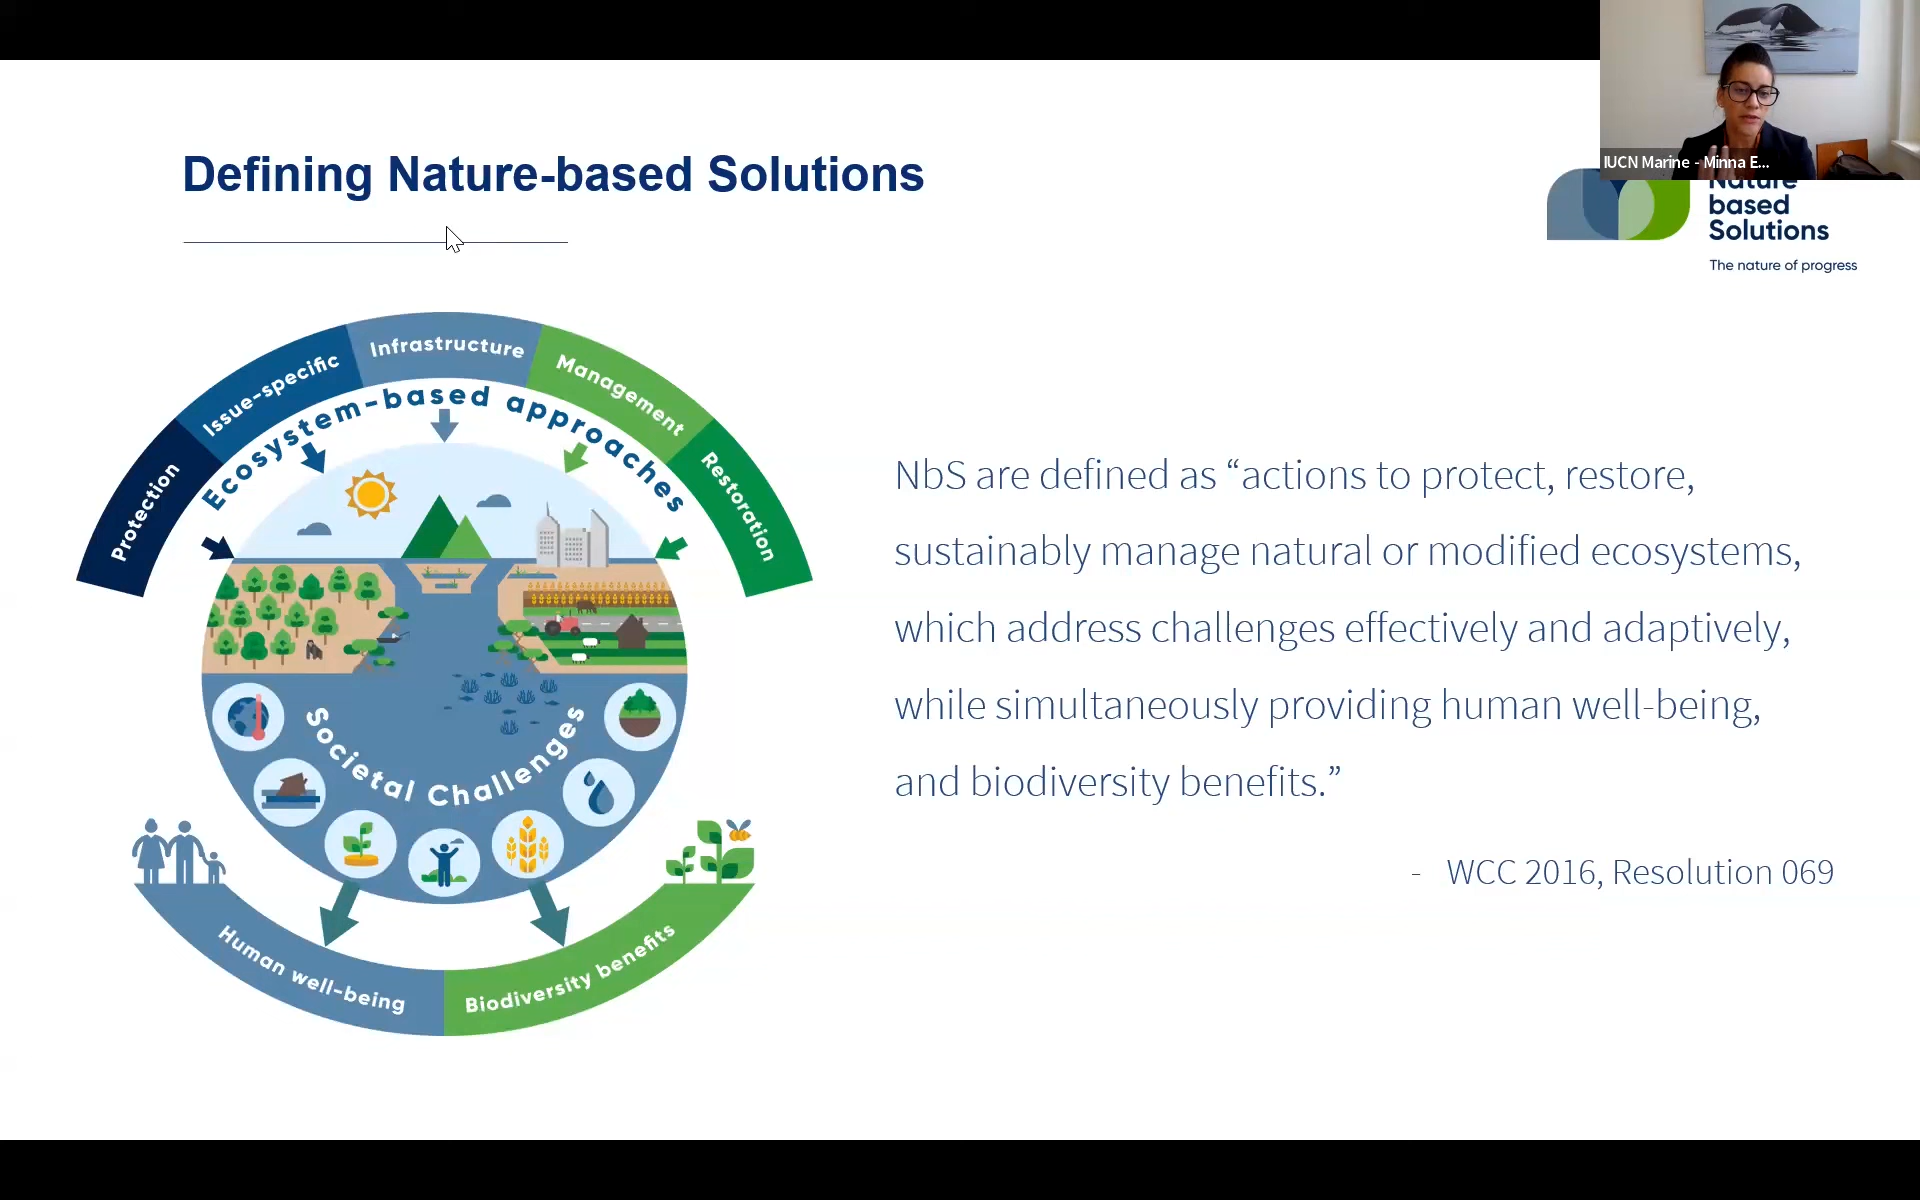 IUCN Marine - Minna E...
Defining Nature-based Solutions
Nature
based
Solutions
The nature of progress
Protection
Issue-specific
Infrastructure
Management
Restoration
Ecosystem-based approaches
Societal Challenges
Human well-being
Biodiversity benefits
NbS are defined as “actions to protect, restore,
sustainably manage natural or modified ecosystems,
which address challenges effectively and adaptively,
while simultaneously providing human well-being,
and biodiversity benefits.”
- WCC 2016, Resolution 069